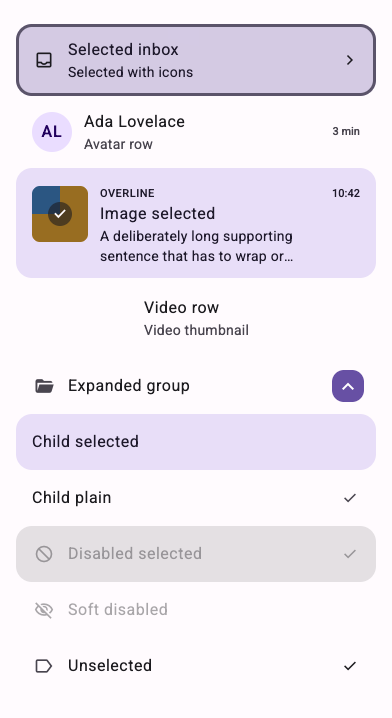 Selected inbox
Selected with icons
AL
Ada Lovelace
3 min
Avatar row
OVERLINE
10:42
Image selected
A deliberately long supporting
sentence that has to wrap or…
Video row
Video thumbnail
Expanded group
Child selected
Child plain
Disabled selected
Soft disabled
Unselected